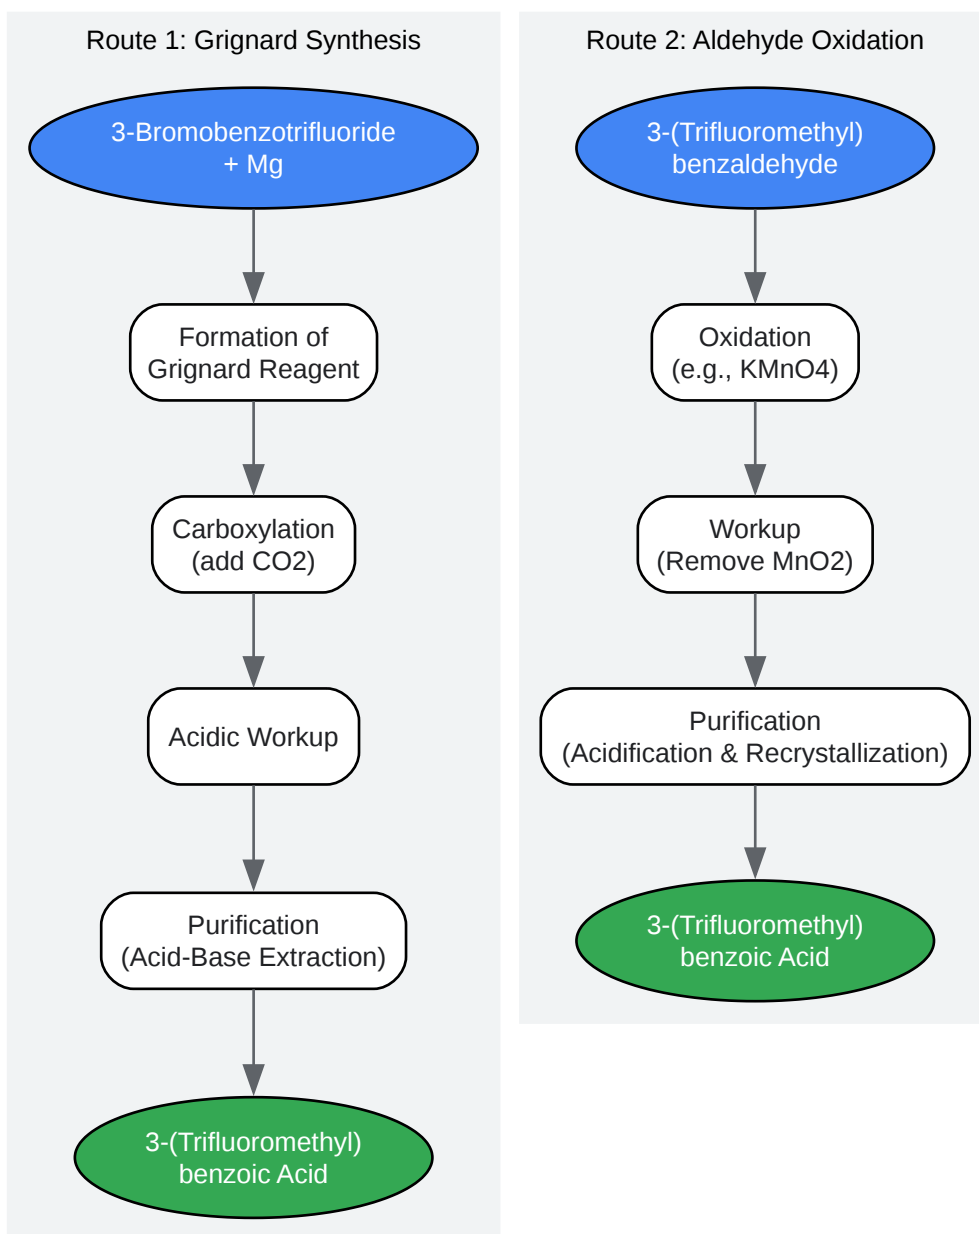 Route 1: Grignard Synthesis
3-Bromobenzotrifluoride
+ Mg
Formation of
Grignard Reagent
Carboxylation
(add CO2)
Acidic Workup
Purification
(Acid-Base Extraction)
3-(Trifluoromethyl)
benzoic Acid
Route 2: Aldehyde Oxidation
3-(Trifluoromethyl)
benzaldehyde
Oxidation
(e.g., KMnO4)
Workup
(Remove MnO2)
Purification
(Acidification & Recrystallization)
3-(Trifluoromethyl)
benzoic Acid